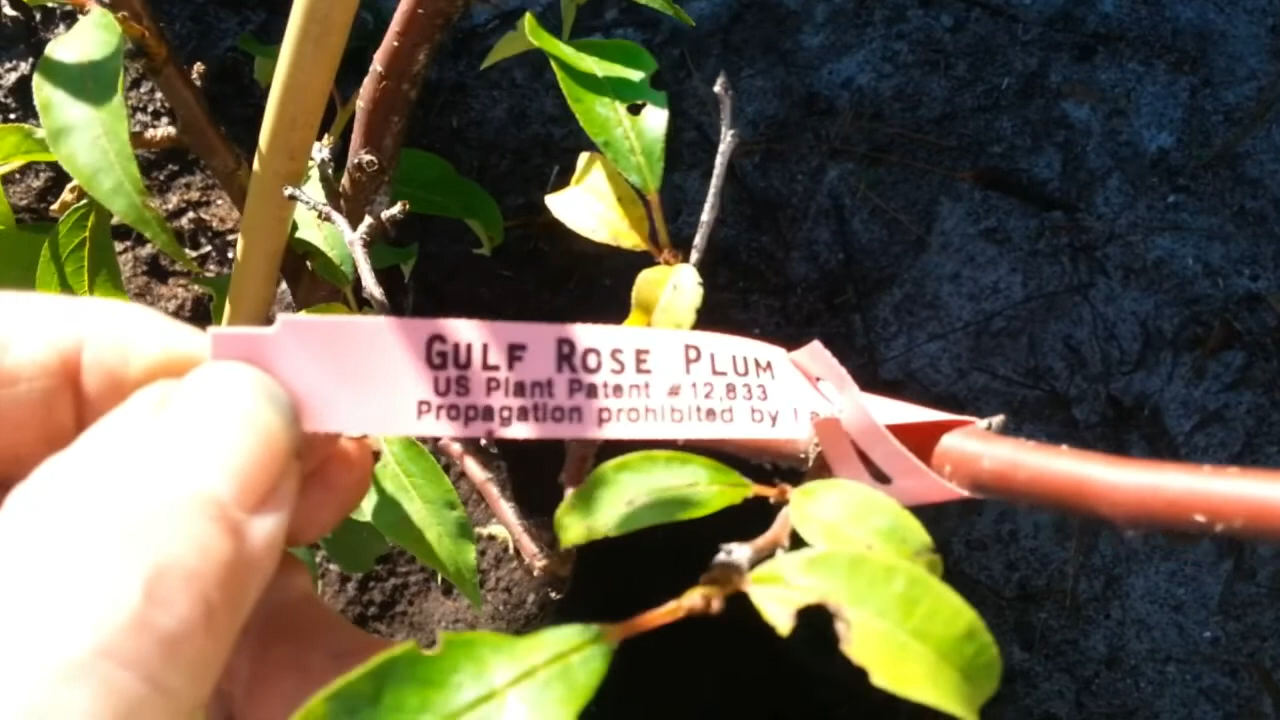 GULF ROSE PLUM
US Plant Patent #12,833
Propagation prohibited by